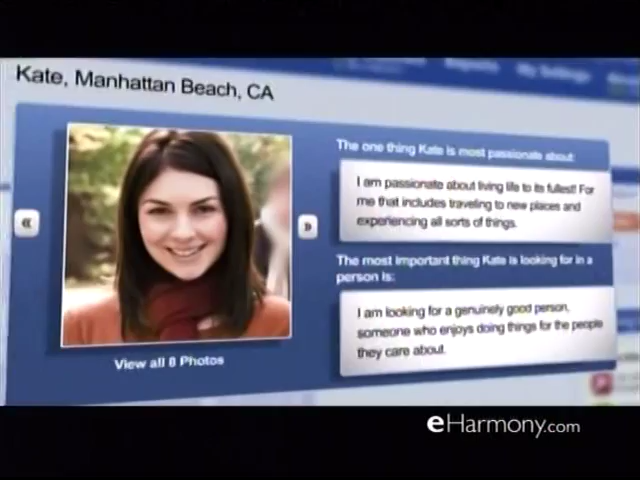 My Settings
Kate, Manhattan Beach, CA
The one thing Kate is most passionate about:
I am passionate about living life to its fullest! For
me that includes traveling to new places and
experiencing all sorts of things.
The most important thing Kate is looking for in a
person is:
I am looking for a genuinely good person,
someone who enjoys doing things for the people
they care about.
«
»
View all 8 Photos
eHarmony.com